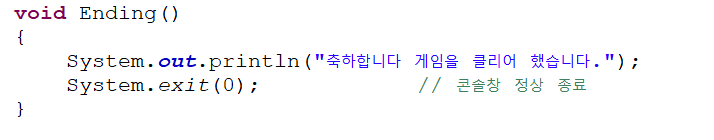 void Ending()
{
    System.out.println("축하합니다 게임을 클리어 했습니다.");
    System.exit(0);             // 콘솔창 정상 종료
}